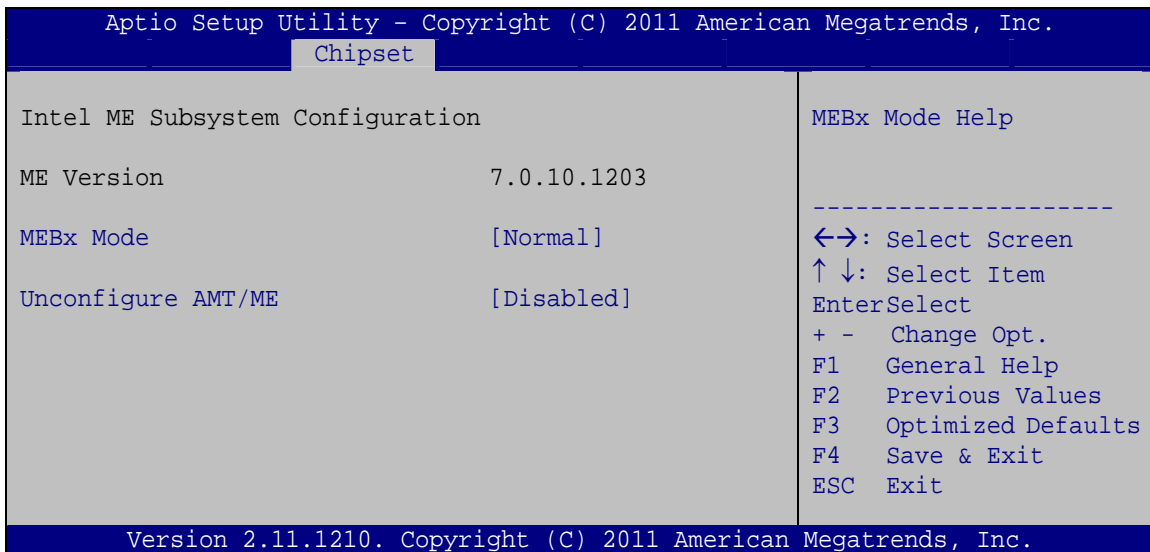 Aptio Setup Utility – Copyright (C) 2011 American Megatrends, Inc.
Chipset
Intel ME Subsystem Configuration
ME Version 7.0.10.1203
MEBx Mode [Normal]
Unconfigure AMT/ME [Disabled]
MEBx Mode Help
---------------------
←→: Select Screen
↑ ↓: Select Item
EnterSelect
+ - Change Opt.
F1 General Help
F2 Previous Values
F3 Optimized Defaults
F4 Save & Exit
ESC Exit
Version 2.11.1210. Copyright (C) 2011 American Megatrends, Inc.